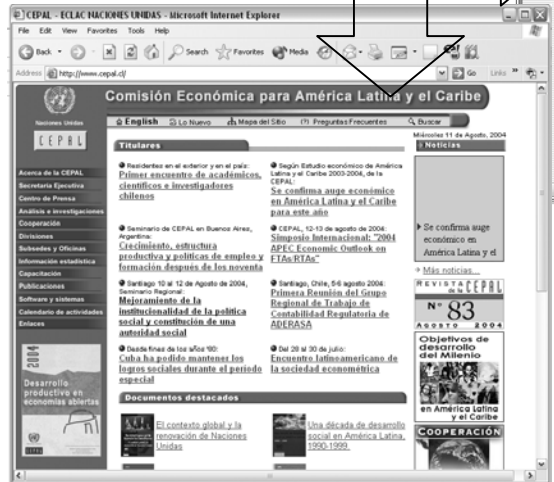 CEPAL - ECLAC NACIONES UNIDAS - Microsoft Internet Explorer
File Edit View Favorites Tools Help
Back Search Favorites Media
Address http://www.cepal.cl/ Go Links
Comisión Económica para América Latina y el Caribe
Naciones Unidas
CEPAL
English Lo Nuevo Mapa del Sitio (?) Preguntas Frecuentes Buscar
Miércoles 11 de Agosto, 2004
Acerca de la CEPAL
Secretaría Ejecutiva
Centro de Prensa
Análisis e investigaciones
Cooperación
Divisiones
Subsedes y Oficinas
Información estadística
Capacitación
Publicaciones
Software y sistemas
Calendario de actividades
Enlaces
2004
Desarrollo
productivo en
economías abiertas
Titulares
Residentes en el exterior y en el país:
Primer encuentro de académicos,
científicos e investigadores
chilenos
Seminario de CEPAL en Buenos Aires,
Argentina:
Crecimiento, estructura
productiva y políticas de empleo y
formación después de los noventa
Santiago 10 al 12 de Agosto de 2004,
Seminario Regional:
Mejoramiento de la
institucionalidad de la política
social y constitución de una
autoridad social
Desde fines de los años '80:
Cuba ha podido mantener los
logros sociales durante el período
especial
Según Estudio económico de América
Latina y el Caribe 2003-2004, de la
CEPAL:
Se confirma auge económico
en América Latina y el Caribe
para este año
CEPAL, 12-13 de agosto de 2004:
Simposio Internacional: "2004
APEC Economic Outlook on
FTAs/RTAs"
Santiago, Chile, 5-6 agosto 2004:
Primera Reunión del Grupo
Regional de Trabajo de
Contabilidad Regulatoria de
ADERASA
Del 28 al 30 de julio:
Encuentro latinoamericano de
la sociedad econométrica
Documentos destacados
El contexto global y la
renovación de Naciones
Unidas
Una década de desarrollo
social en América Latina,
1990-1999.
Noticias
Se confirma auge
económico en
América Latina y el
Más noticias...
REVISTA
de la CEPAL
N° 83
AGOSTO 2004
Objetivos de
desarrollo
del Milenio
en América Latina
y el Caribe
COOPERACIÓN